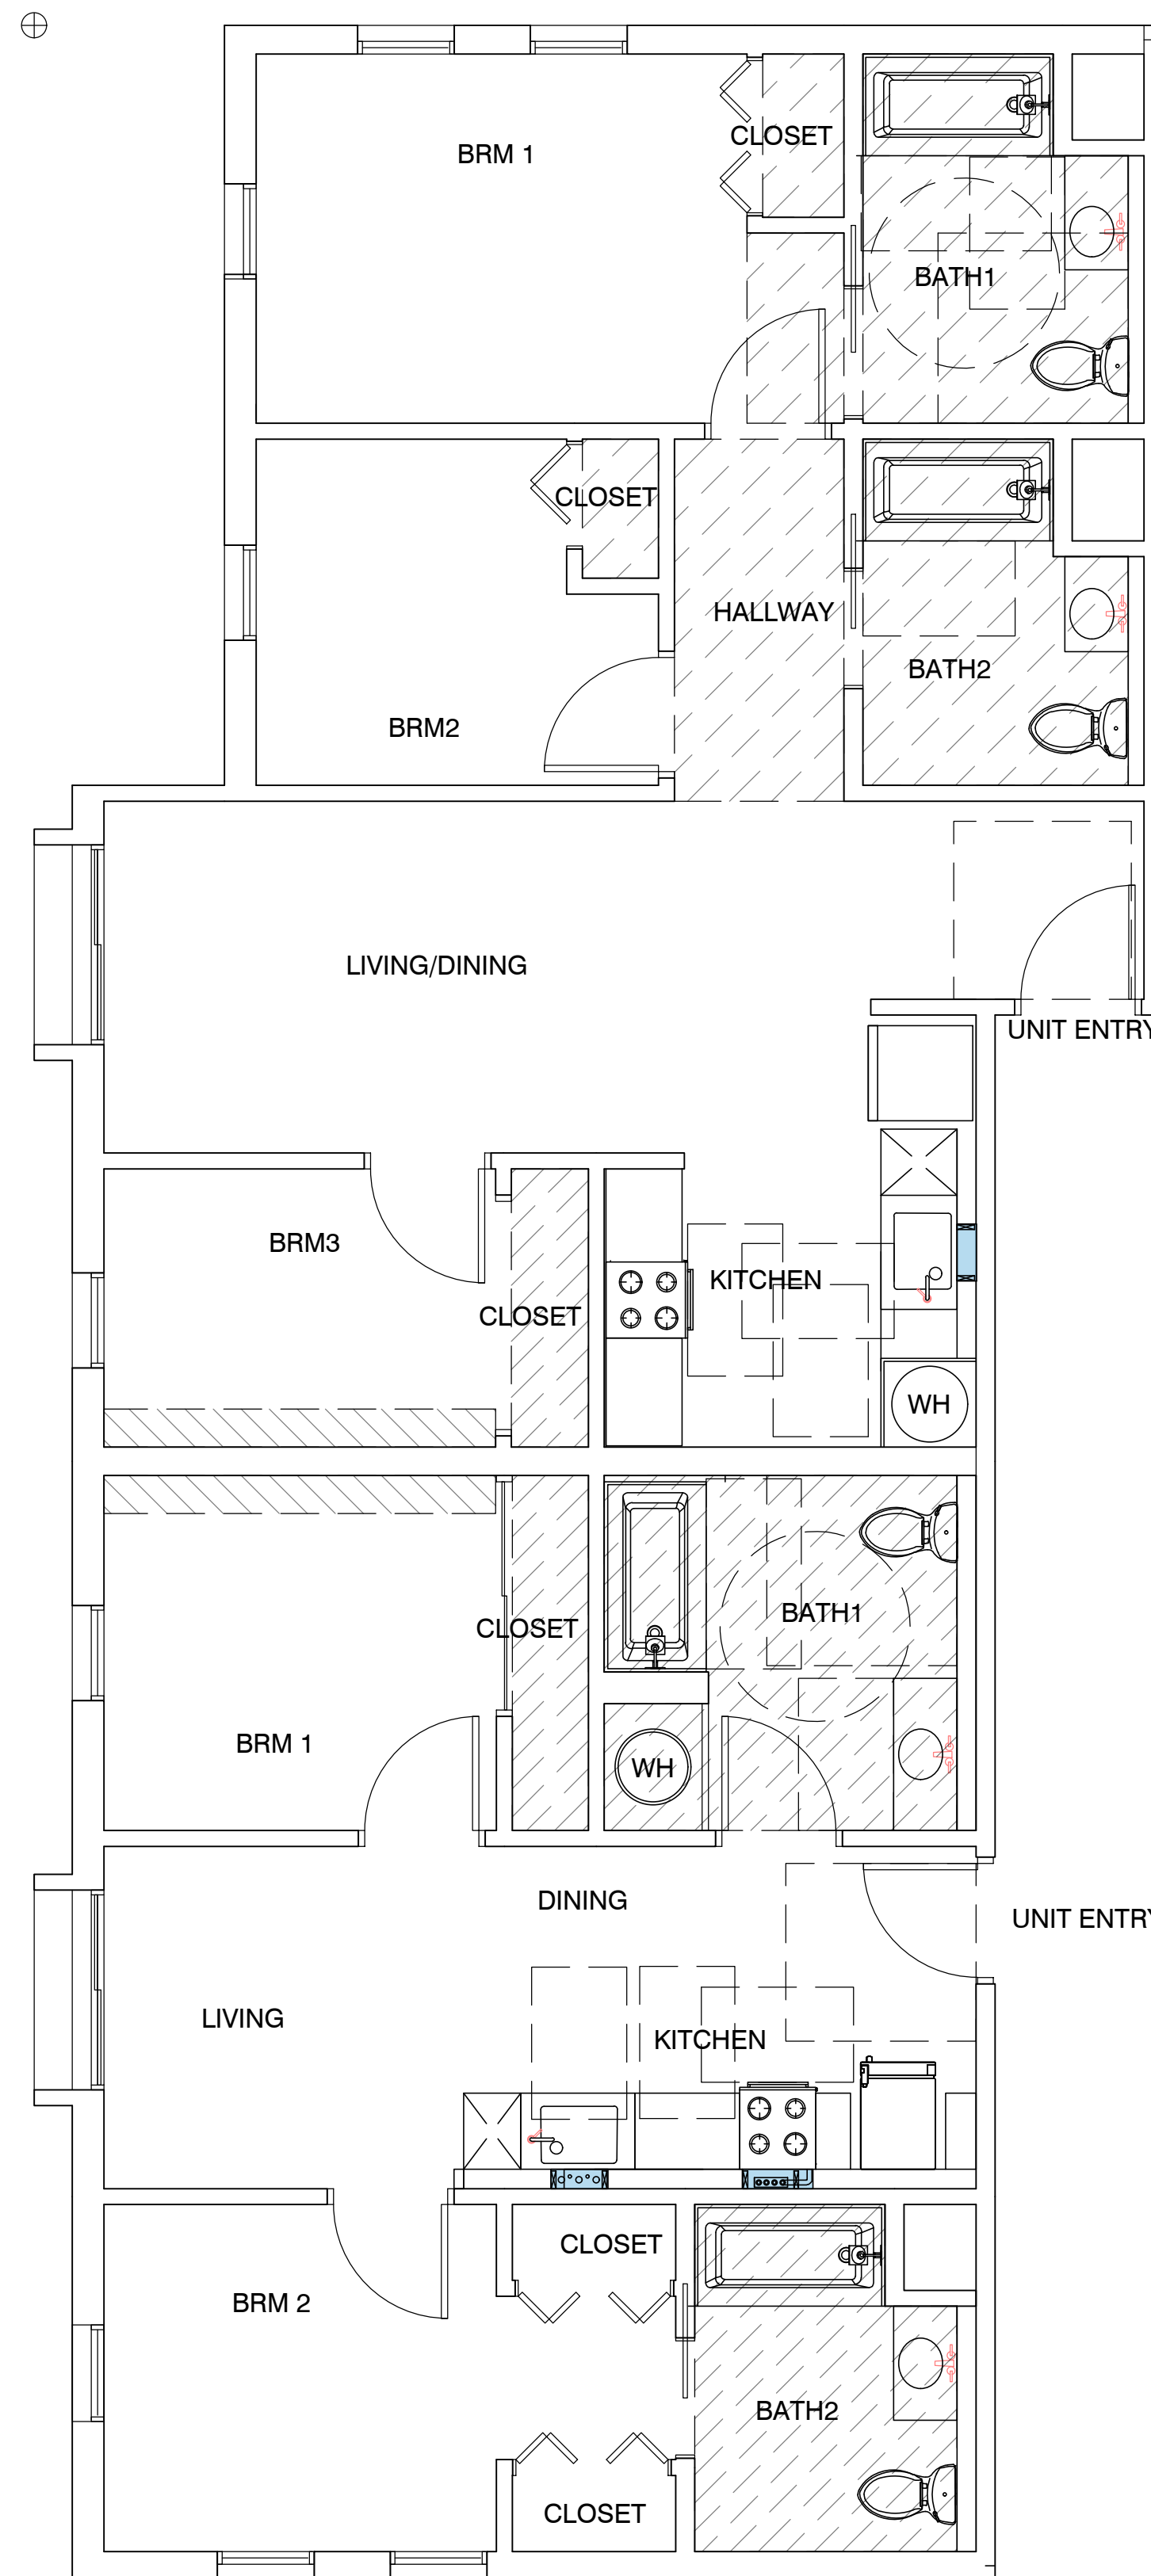 BRM 1
CLOSET
BATH1
CLOSET
HALLWAY
BATH2
BRM2
LIVING/DINING
UNIT ENTRY
BRM3
KITCHEN
CLOSET
WH
BATH1
CLOSET
BRM 1
WH
DINING
UNIT ENTRY
LIVING
KITCHEN
CLOSET
BRM 2
BATH2
CLOSET